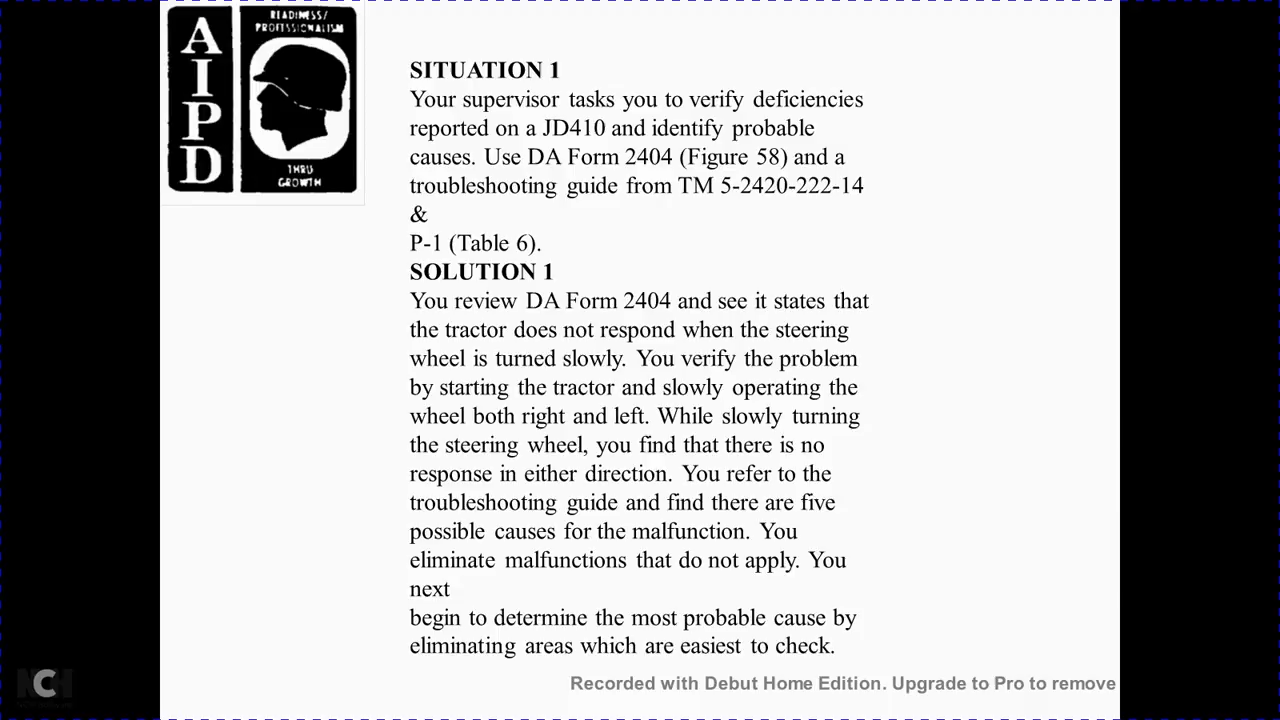 A
I
P
D
READINESS/
PROFESSIONALISM
THRU
GROWTH
SITUATION 1
Your supervisor tasks you to verify deficiencies
reported on a JD410 and identify probable
causes. Use DA Form 2404 (Figure 58) and a
troubleshooting guide from TM 5-2420-222-14
&
P-1 (Table 6).
SOLUTION 1
You review DA Form 2404 and see it states that
the tractor does not respond when the steering
wheel is turned slowly. You verify the problem
by starting the tractor and slowly operating the
wheel both right and left. While slowly turning
the steering wheel, you find that there is no
response in either direction. You refer to the
troubleshooting guide and find there are five
possible causes for the malfunction. You
eliminate malfunctions that do not apply. You
next
begin to determine the most probable cause by
eliminating areas which are easiest to check.
NCH
Recorded with Debut Home Edition. Upgrade to Pro to remove